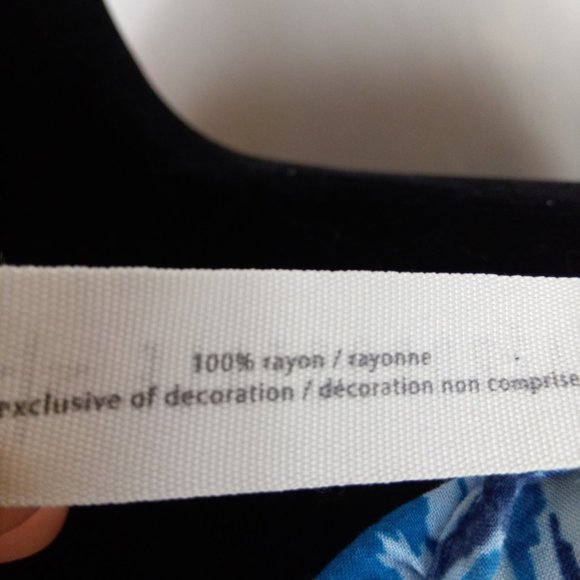 100% rayon / rayonne
exclusive of decoration / décoration non comprise